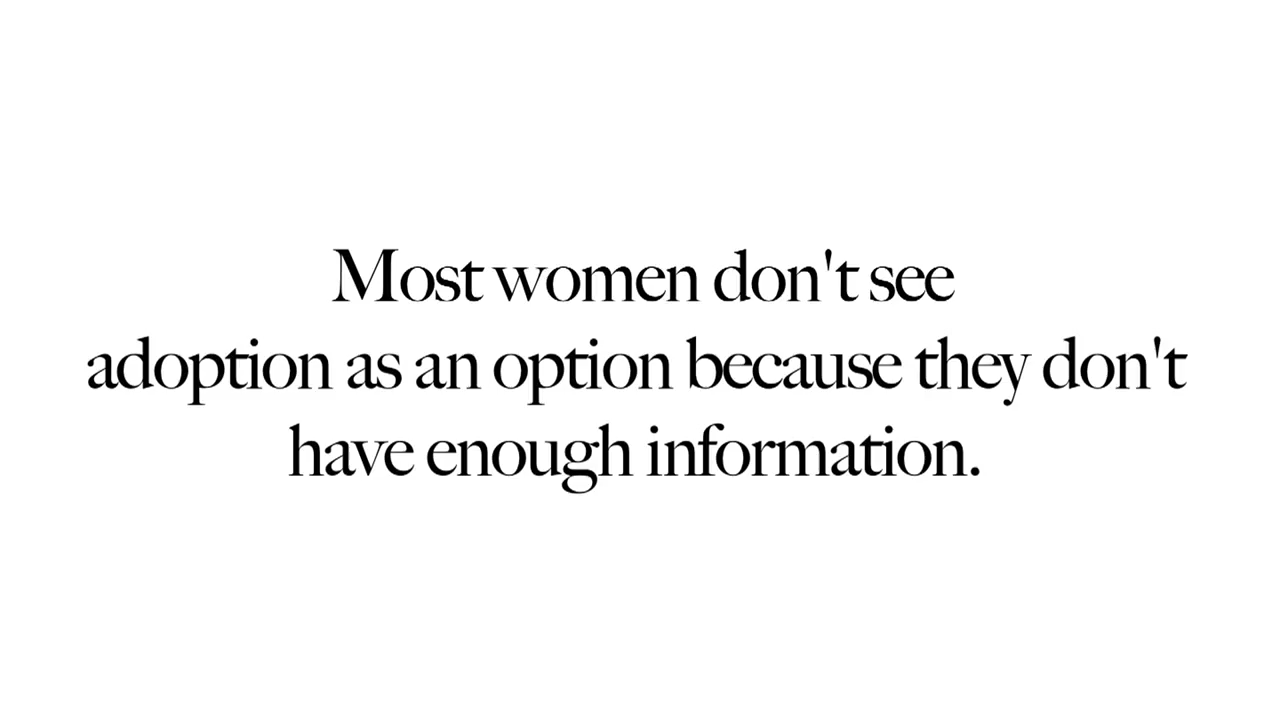 Most women don't see
adoption as an option because they don't
have enough information.